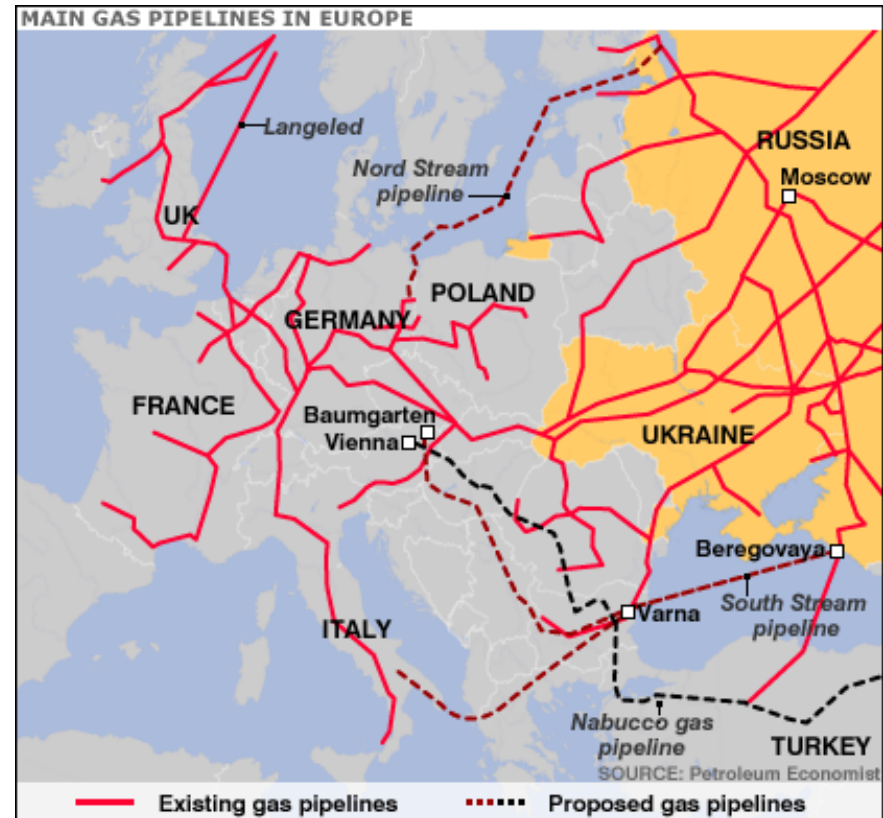 MAIN GAS PIPELINES IN EUROPE
Langeled
RUSSIA
Moscow
Nord Stream
pipeline
UK
POLAND
GERMANY
FRANCE
Baumgarten
Vienna
UKRAINE
Beregovaya
South Stream
pipeline
Varna
ITALY
Nabucco gas
pipeline
TURKEY
SOURCE: Petroleum Economist
Existing gas pipelines
Proposed gas pipelines